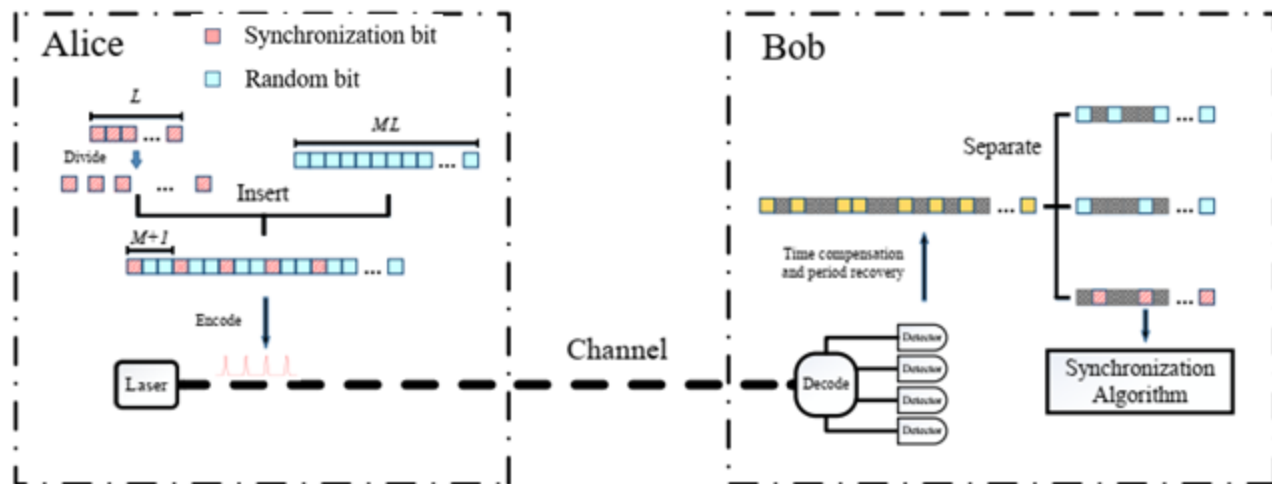 Alice
Synchronization bit
Random bit
L
ML
Divide
...
...
...
Insert
M+1
...
Encode
Laser
Channel
Bob
Separate
...
...
...
...
Time compensation
and period recovery
Decode
Detector
Detector
Detector
Detector
Synchronization
Algorithm